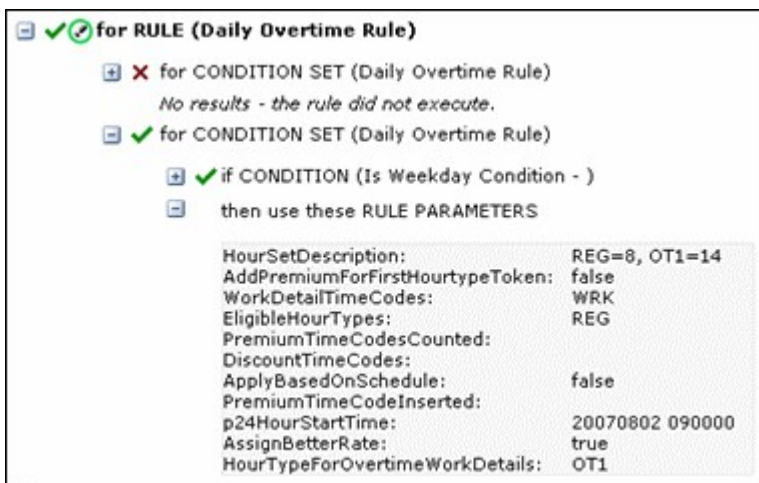 for RULE (Daily Overtime Rule)
for CONDITION SET (Daily Overtime Rule)
No results - the rule did not execute.
for CONDITION SET (Daily Overtime Rule)
if CONDITION (Is Weekday Condition - )
then use these RULE PARAMETERS
HourSetDescription: REG=8, OT1=14
AddPremiumForFirstHourtypeToken: false
WorkDetailTimeCodes: WRK
EligibleHourTypes: REG
PremiumTimeCodesCounted:
DiscountTimeCodes:
ApplyBasedOnSchedule: false
PremiumTimeCodeInserted:
p24HourStartTime: 20070802 090000
AssignBetterRate: true
HourTypeForOvertimeWorkDetails: OT1